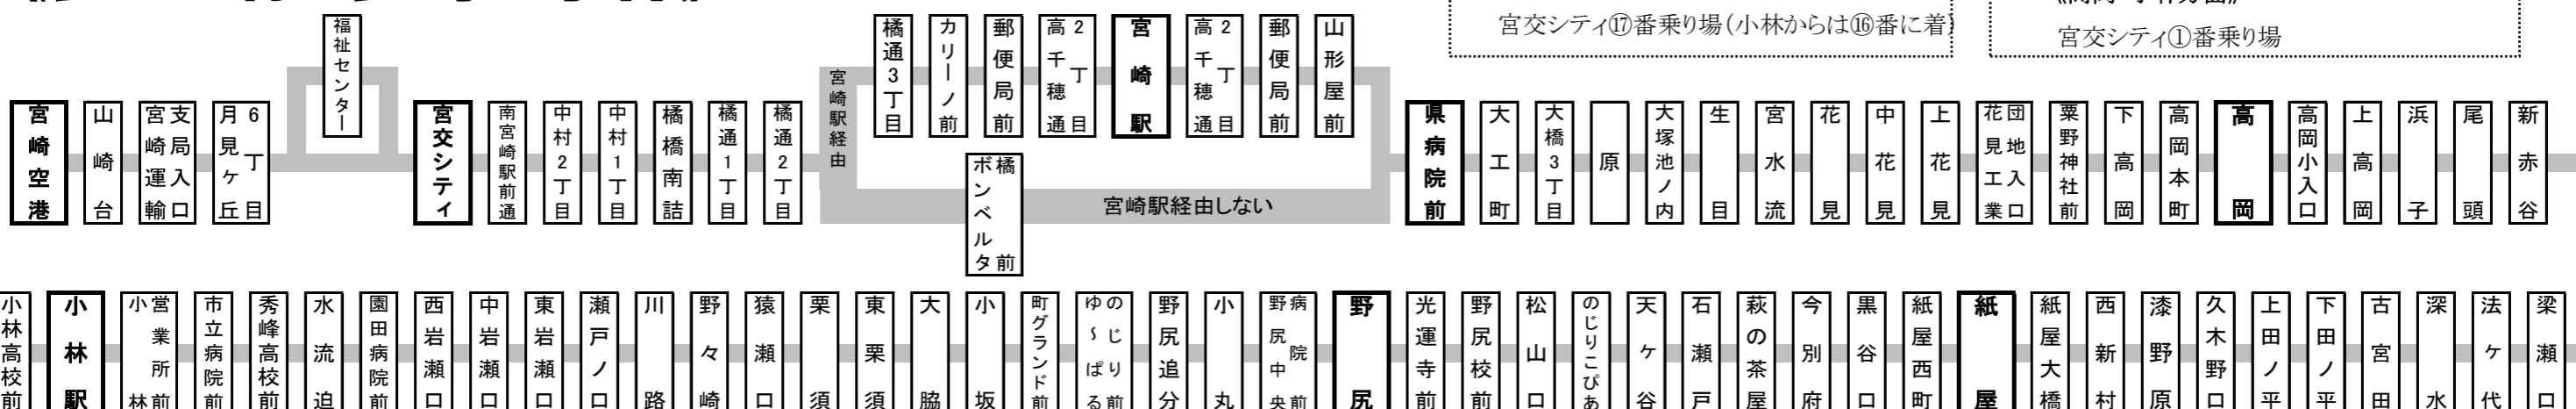 宮交シティ⑰番乗り場(小林からは⑯番に着)
宮交シティ①番乗り場
福祉センター
橘通3丁目
カリーノ前
郵便局前
高千穂通2丁目
宮崎駅
高千穂通2丁目
郵便局前
山形屋前
宮崎空港
山崎台
宮崎運輸支局入口
月見ケ丘6丁目
宮交シティ
南宮崎駅前通
中村2丁目
中村1丁目
橘橋南詰
橘通1丁目
橘通2丁目
宮崎駅経由
橘ボンベルタ前
宮崎駅経由しない
県病院前
大工町
大橋3丁目
原
大塚池ノ内
生目
宮水流
花見
中花見
上花見
花見工業団地入口
粟野神社前
下高岡
高岡本町
高岡
高岡小入口
上高岡
浜子
尾頭
新赤谷
小林高校前
小林駅
小林営業所前
市立病院前
秀峰高校前
水流迫
園田病院前
西岩瀬口
中岩瀬口
東岩瀬口
瀬戸ノ口
川路
野々崎
猿瀬口
栗須
東栗須
大脇
小坂
町グランド前
のじりゆ~ぱる前
野尻追分
小丸
野尻中央病院前
野尻
光運寺前
野尻校前
松山口
のじりこぴあ
天ケ谷
石瀬戸
萩の茶屋
今別府
黒谷口
紙屋西町
紙屋
紙屋大橋
西新村
漆野原
久木野口
上田ノ平
下田ノ平
古宮田
深水
法ケ代
梁瀬口